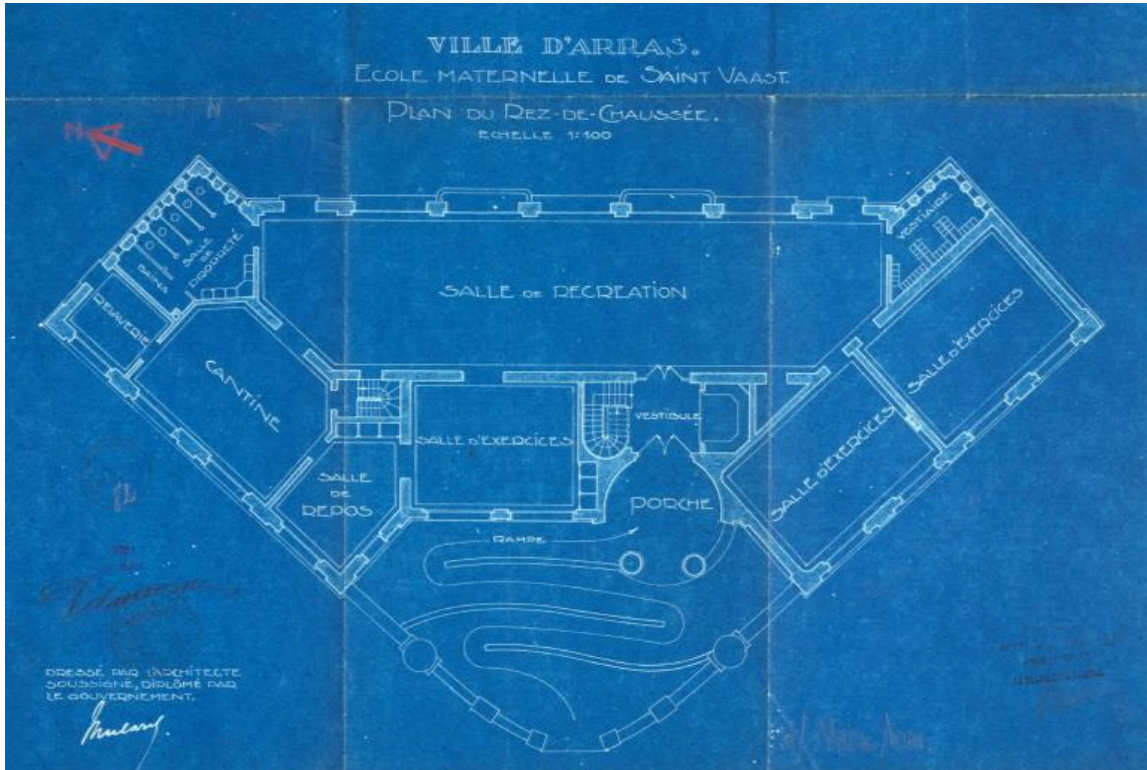 VILLE D'ARRAS.
ECOLE MATERNELLE DE SAINT VAAST.
PLAN DU REZ-DE-CHAUSSÉE.
ECHELLE 1:100
N
N
VESTIAIRE
SALLE DE PROPRETÉ
BAINS
RELAVERIE
SALLE DE RECREATION
SALLE D'EXERCICES
CANTINE
VESTIBULE
SALLE D'EXERCICES
SALLE D'EXERCICES
SALLE
DE
REPOS
PORCHE
RAMPE
DRESSÉ PAR L'ARCHITECTE
SOUSSIGNÉ, DIPLÔMÉ PAR
LE GOUVERNEMENT.